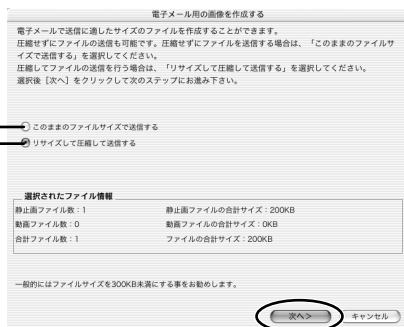 電子メール用の画像を作成する
電子メールで送信に適したサイズのファイルを作成することができます。
圧縮せずにファイルの送信も可能です。圧縮せずにファイルを送信する場合は、「このままのファイルサ
イズで送信する」を選択してください。
圧縮してファイルの送信を行う場合は、「リサイズして圧縮して送信する」を選択してください。
選択後［次へ］をクリックして次のステップにお進み下さい。
このままのファイルサイズで送信する
リサイズして圧縮して送信する
選択されたファイル情報
静止画ファイル数：1 静止画ファイルの合計サイズ：200KB
動画ファイル数：0 動画ファイルの合計サイズ：0KB
合計ファイル数：1 ファイルの合計サイズ：200KB
一般的にはファイルサイズを300KB未満にする事をお勧めします。
次へ＞ キャンセル